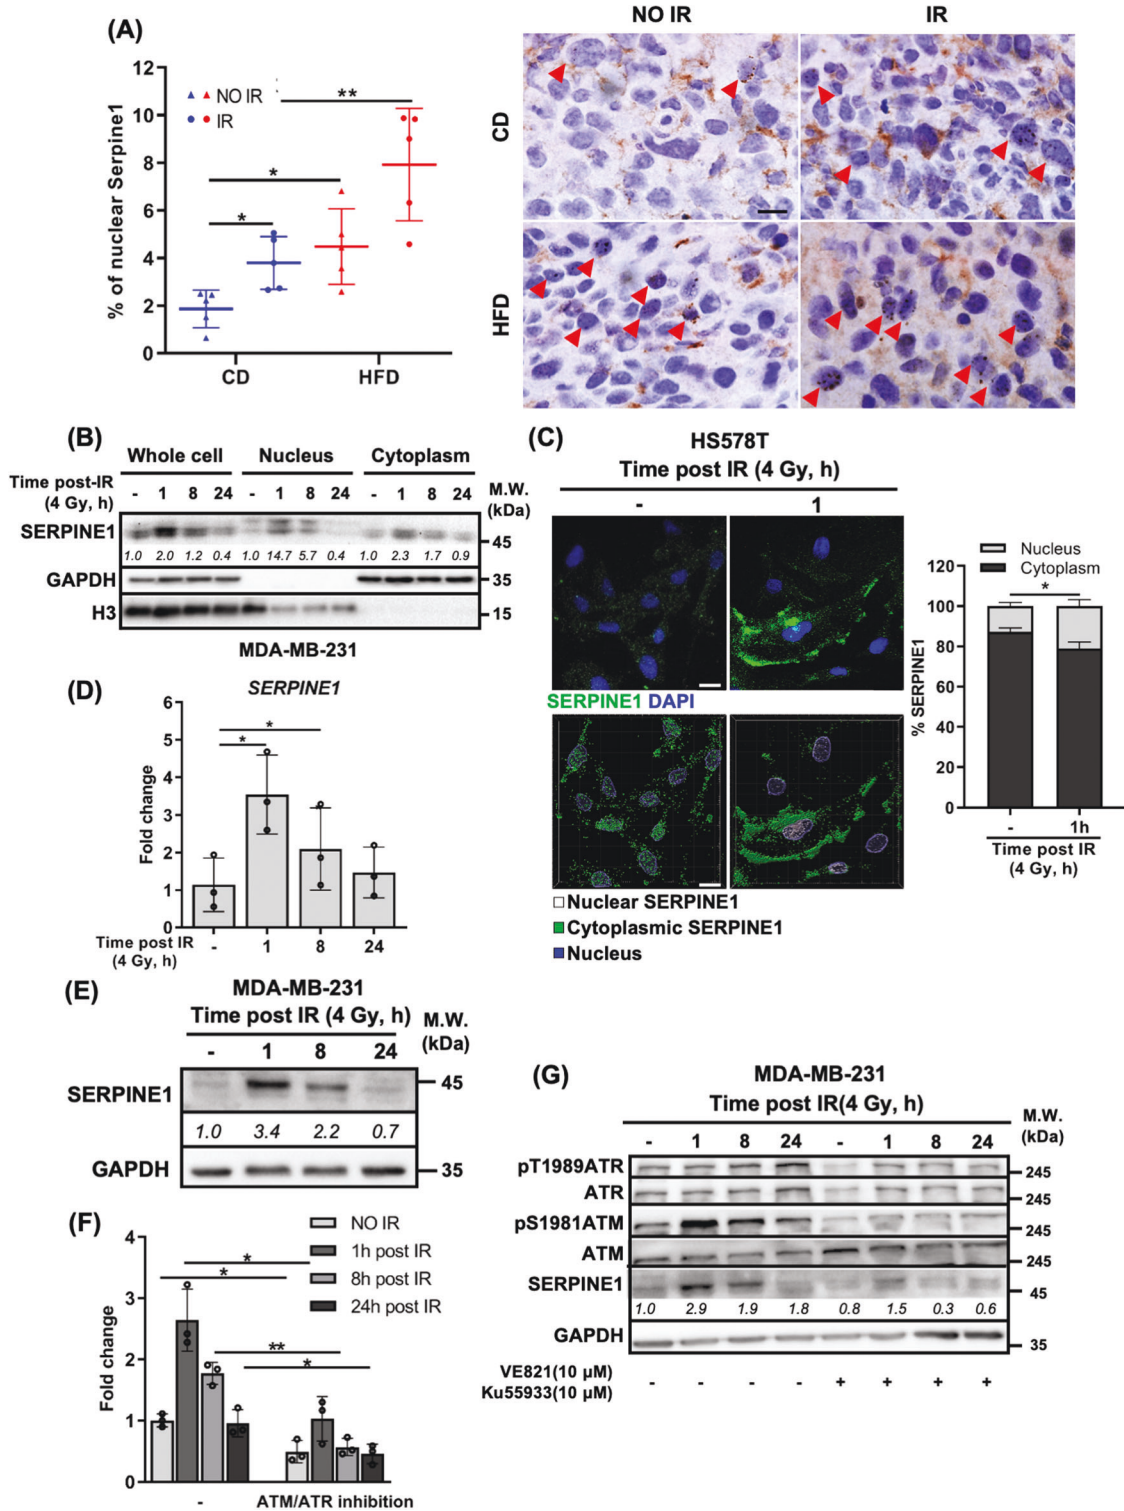 (A)
% of nuclear Serpine1
12
10
8
6
4
2
0
NO IR
IR
*
*
**
CD
HFD
NO IR
IR
CD
HFD
(B)
Whole cell Nucleus Cytoplasm
Time post-IR (4 Gy, h)
- 1 8 24 - 1 8 24 - 1 8 24
M.W. (kDa)
SERPINE1
45
1.0 2.0 1.2 0.4 1.0 14.7 5.7 0.4 1.0 2.3 1.7 0.9
GAPDH
35
H3
15
MDA-MB-231
(C)
HS578T
Time post IR (4 Gy, h)
- 1
SERPINE1 DAPI
Nuclear SERPINE1
Cytoplasmic SERPINE1
Nucleus
Nucleus
Cytoplasm
% SERPINE1
120
100
80
60
40
20
0
*
- 1h
Time post IR
(4 Gy, h)
(D)
SERPINE1
Fold change
6
5
4
3
2
1
0
*
*
Time post IR
(4 Gy, h)
- 1 8 24
(E)
MDA-MB-231
Time post IR (4 Gy, h)
- 1 8 24
M.W.
(kDa)
SERPINE1
45
1.0 3.4 2.2 0.7
GAPDH
35
(F)
Fold change
4
3
2
1
0
NO IR
1h post IR
8h post IR
24h post IR
*
*
**
*
- ATM/ATR inhibition
(G)
MDA-MB-231
Time post IR(4 Gy, h)
M.W.
(kDa)
- 1 8 24 - 1 8 24
pT1989ATR
245
ATR
245
pS1981ATM
245
ATM
245
SERPINE1
45
1.0 2.9 1.9 1.8 0.8 1.5 0.3 0.6
GAPDH
35
VE821(10 µM)
Ku55933(10 µM)
- - - - + + + +